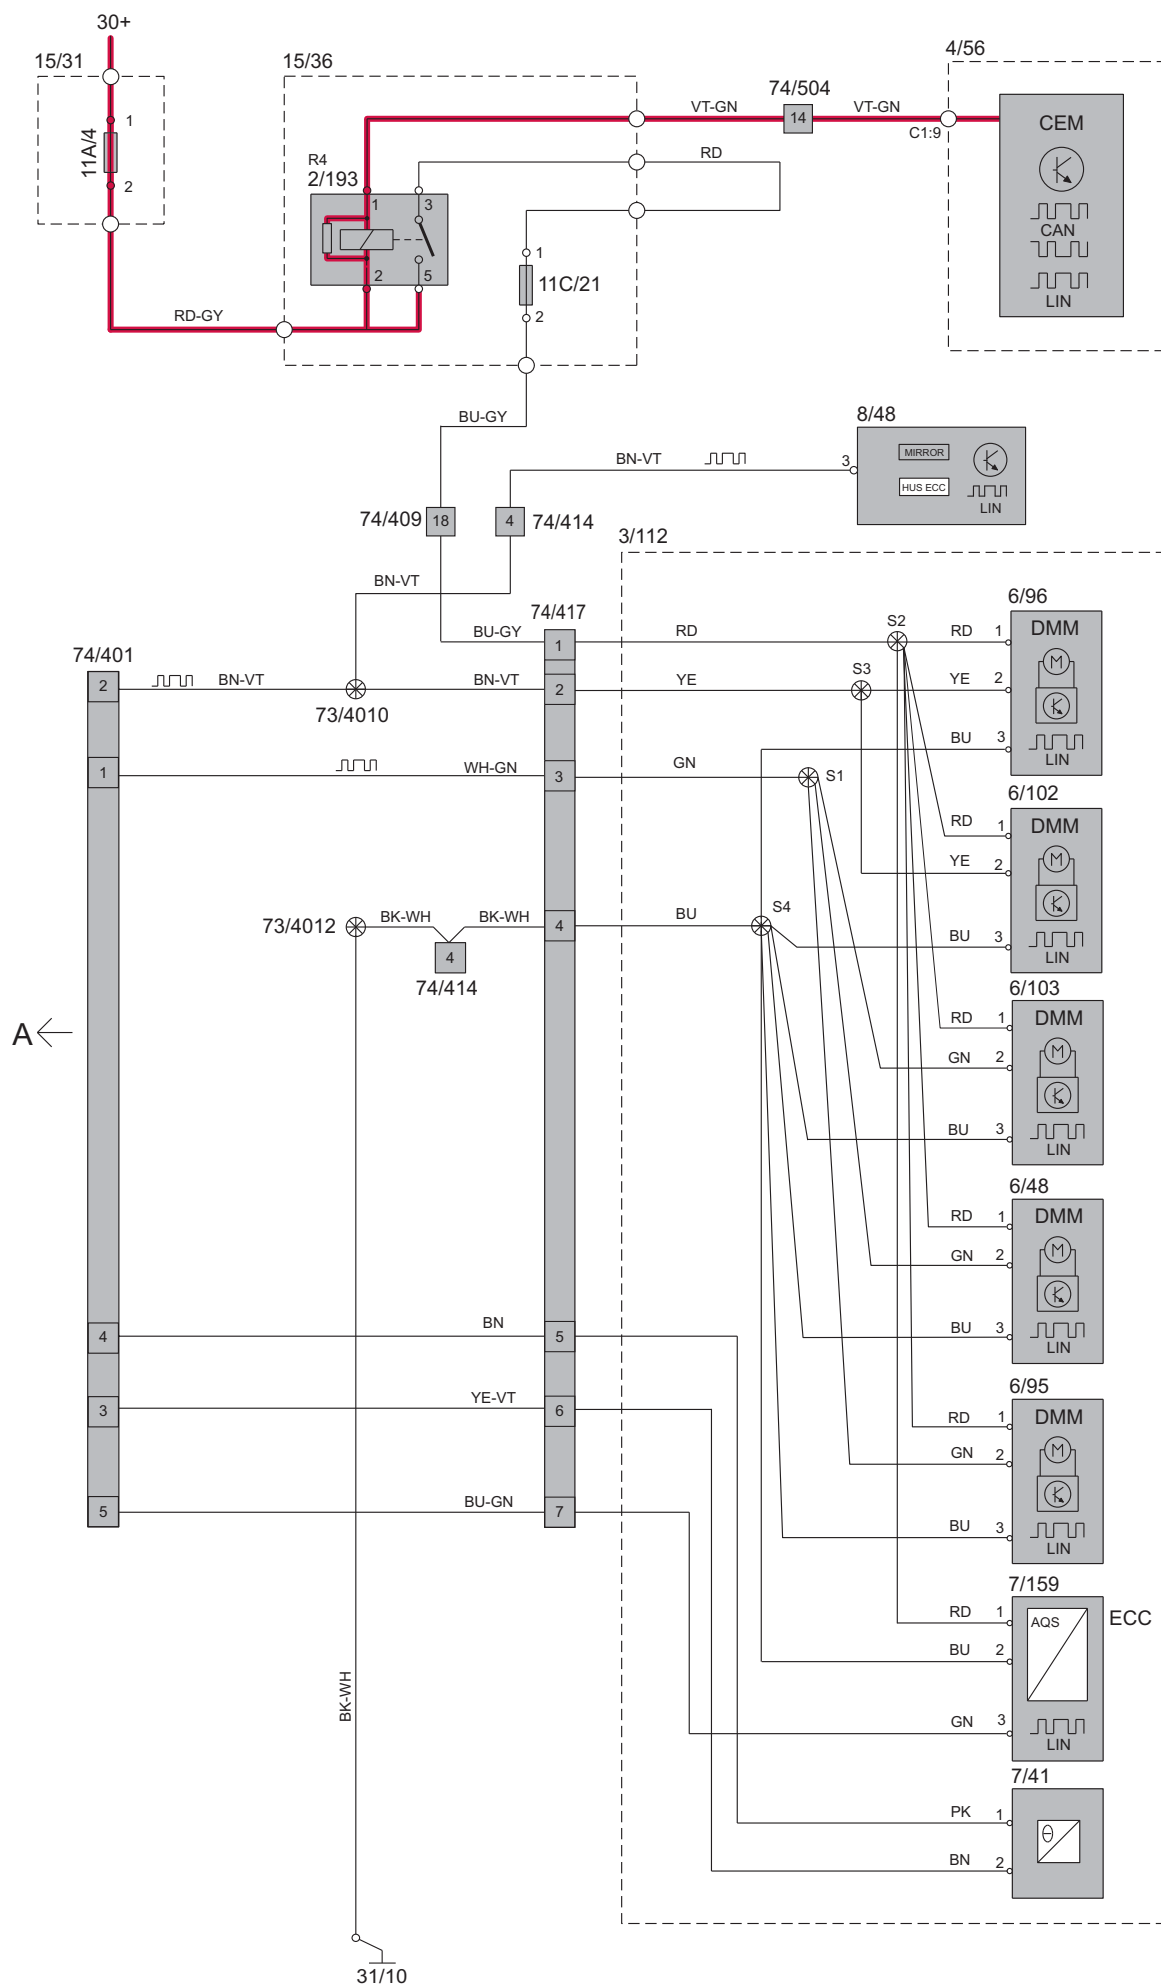 30+
15/31
15/36
4/56
74/504
VT-GN
14
VT-GN
C1:9
CEM
CAN
LIN
1
11A/4
2
R4
2/193
1
3
2
5
RD
1
11C/21
2
RD-GY
BU-GY
8/48
BN-VT
3
MIRROR
HUS ECC
LIN
74/409
18
4
74/414
3/112
BN-VT
74/417
6/96
BU-GY
1
RD
S2
RD
1
DMM
M
74/401
2
BN-VT
BN-VT
2
YE
S3
YE
2
73/4010
BU
3
LIN
1
WH-GN
3
GN
S1
6/102
RD
1
DMM
M
YE
2
73/4012
BK-WH
BK-WH
4
BU
S4
BU
3
LIN
4
74/414
6/103
A
RD
1
DMM
M
GN
2
BU
3
LIN
6/48
RD
1
DMM
M
GN
2
BU
3
LIN
4
BN
5
3
YE-VT
6
6/95
RD
1
DMM
M
GN
2
5
BU-GN
7
BU
3
LIN
7/159
RD
1
AQS
ECC
BU
2
BK-WH
GN
3
LIN
7/41
PK
1
Θ
BN
2
31/10